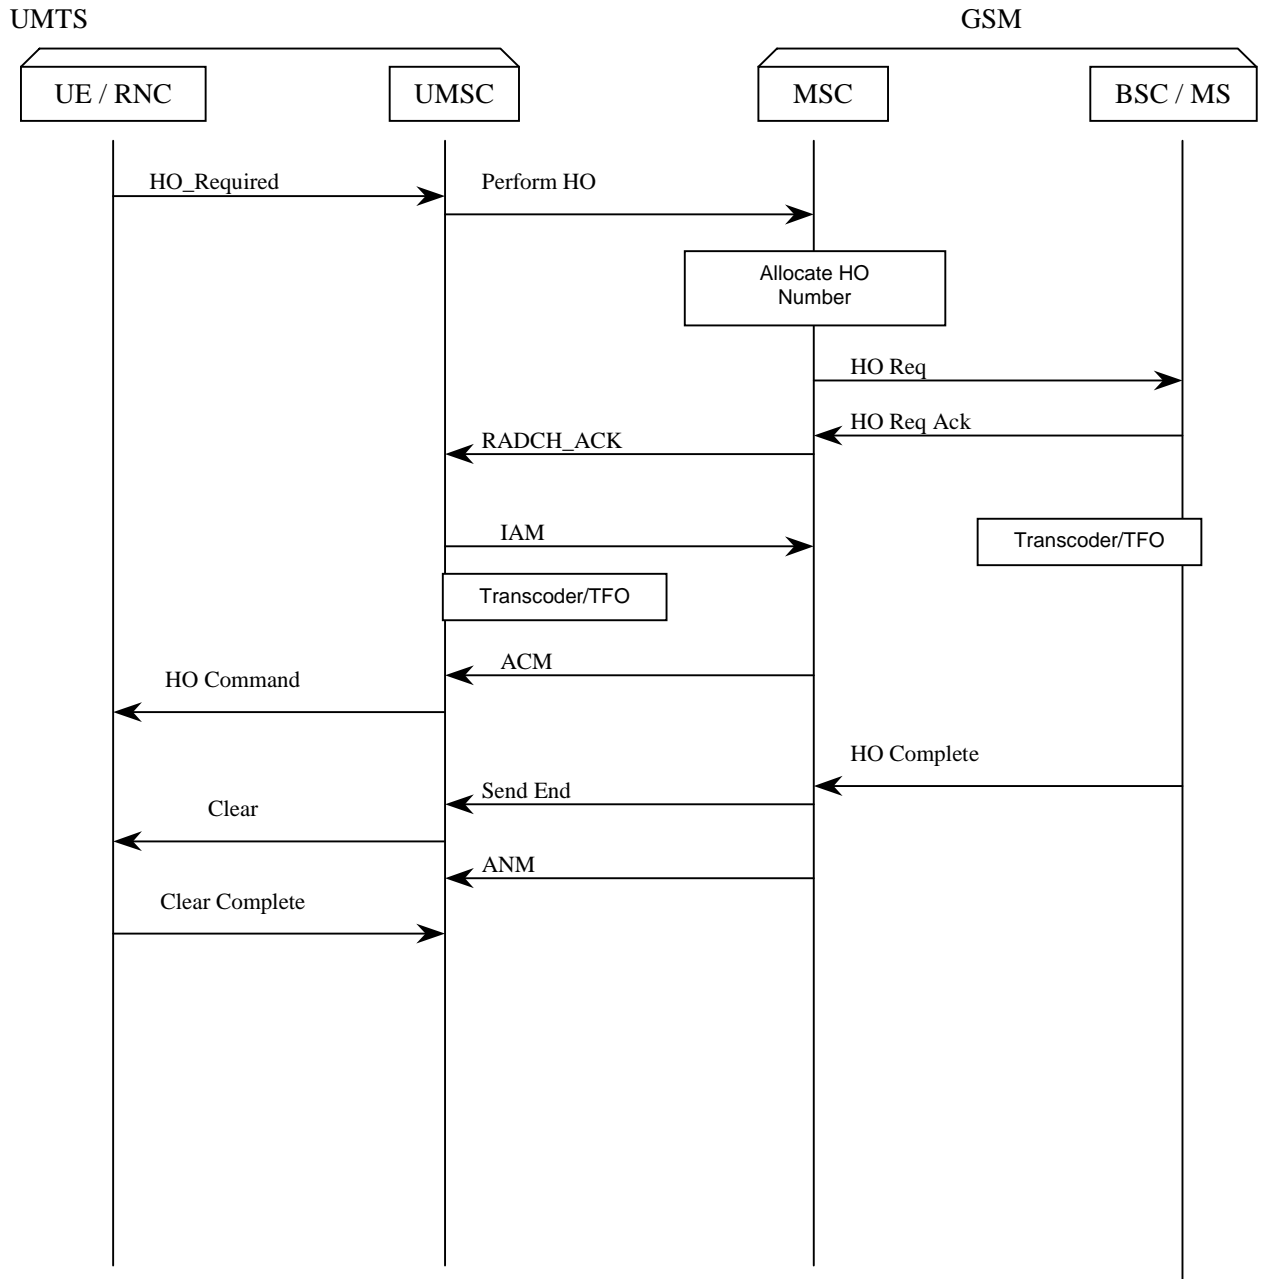 UMTS
GSM
UE / RNC
UMSC
MSC
BSC / MS
HO_Required
Perform HO
Allocate HO
Number
HO Req
HO Req Ack
RADCH_ACK
IAM
Transcoder/TFO
Transcoder/TFO
ACM
HO Command
HO Complete
Send End
Clear
ANM
Clear Complete